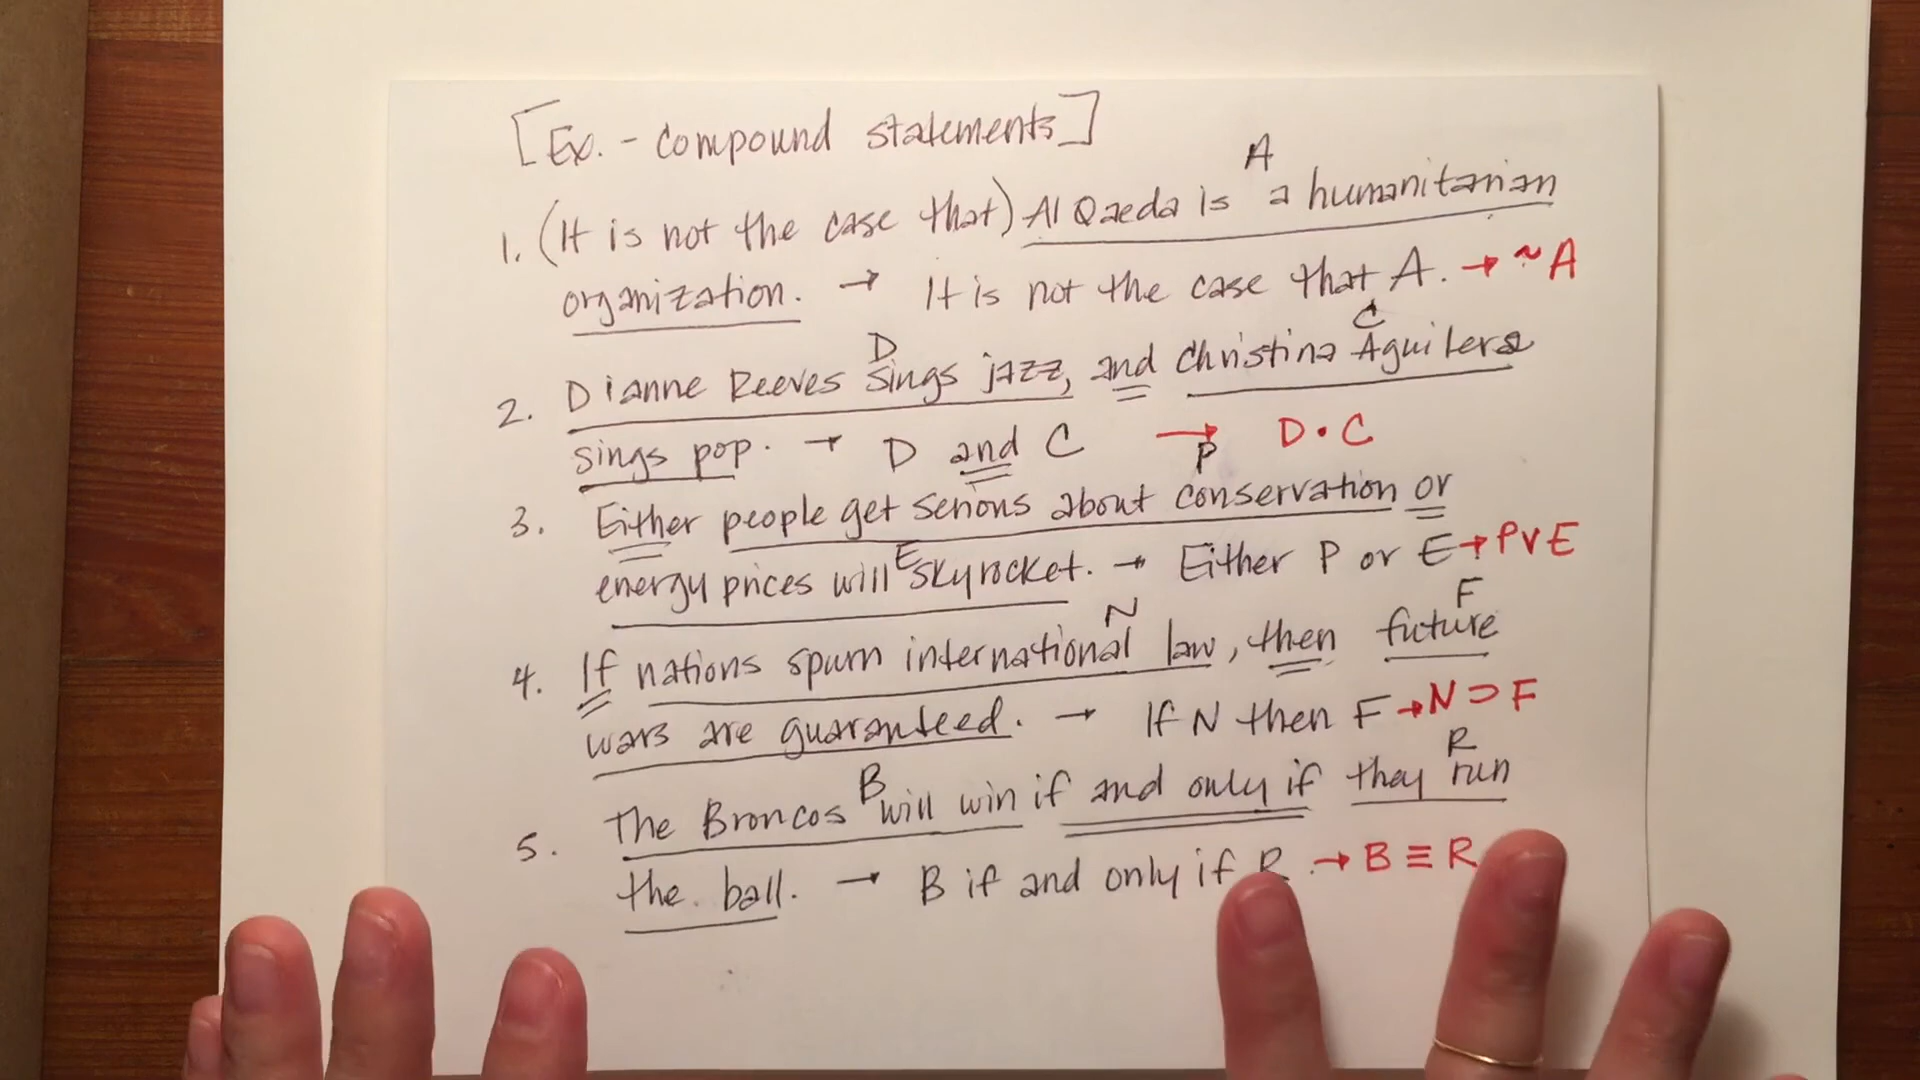 [Ex. - compound statements]
A
1. (It is not the case that) Al Qaeda is a humanitarian
organization. → It is not the case that A. → ~A
D C
2. Dianne Reeves sings jazz, and Christina Aguilera
sings pop. → D and C → D • C
P
3. Either people get serious about conservation or
E
energy prices will skyrocket. → Either P or E → P v E
N F
4. If nations spurn international law, then future
wars are guaranteed. → If N then F → N ⊃ F
B R
5. The Broncos will win if and only if they run
the ball. → B if and only if R. → B ≡ R